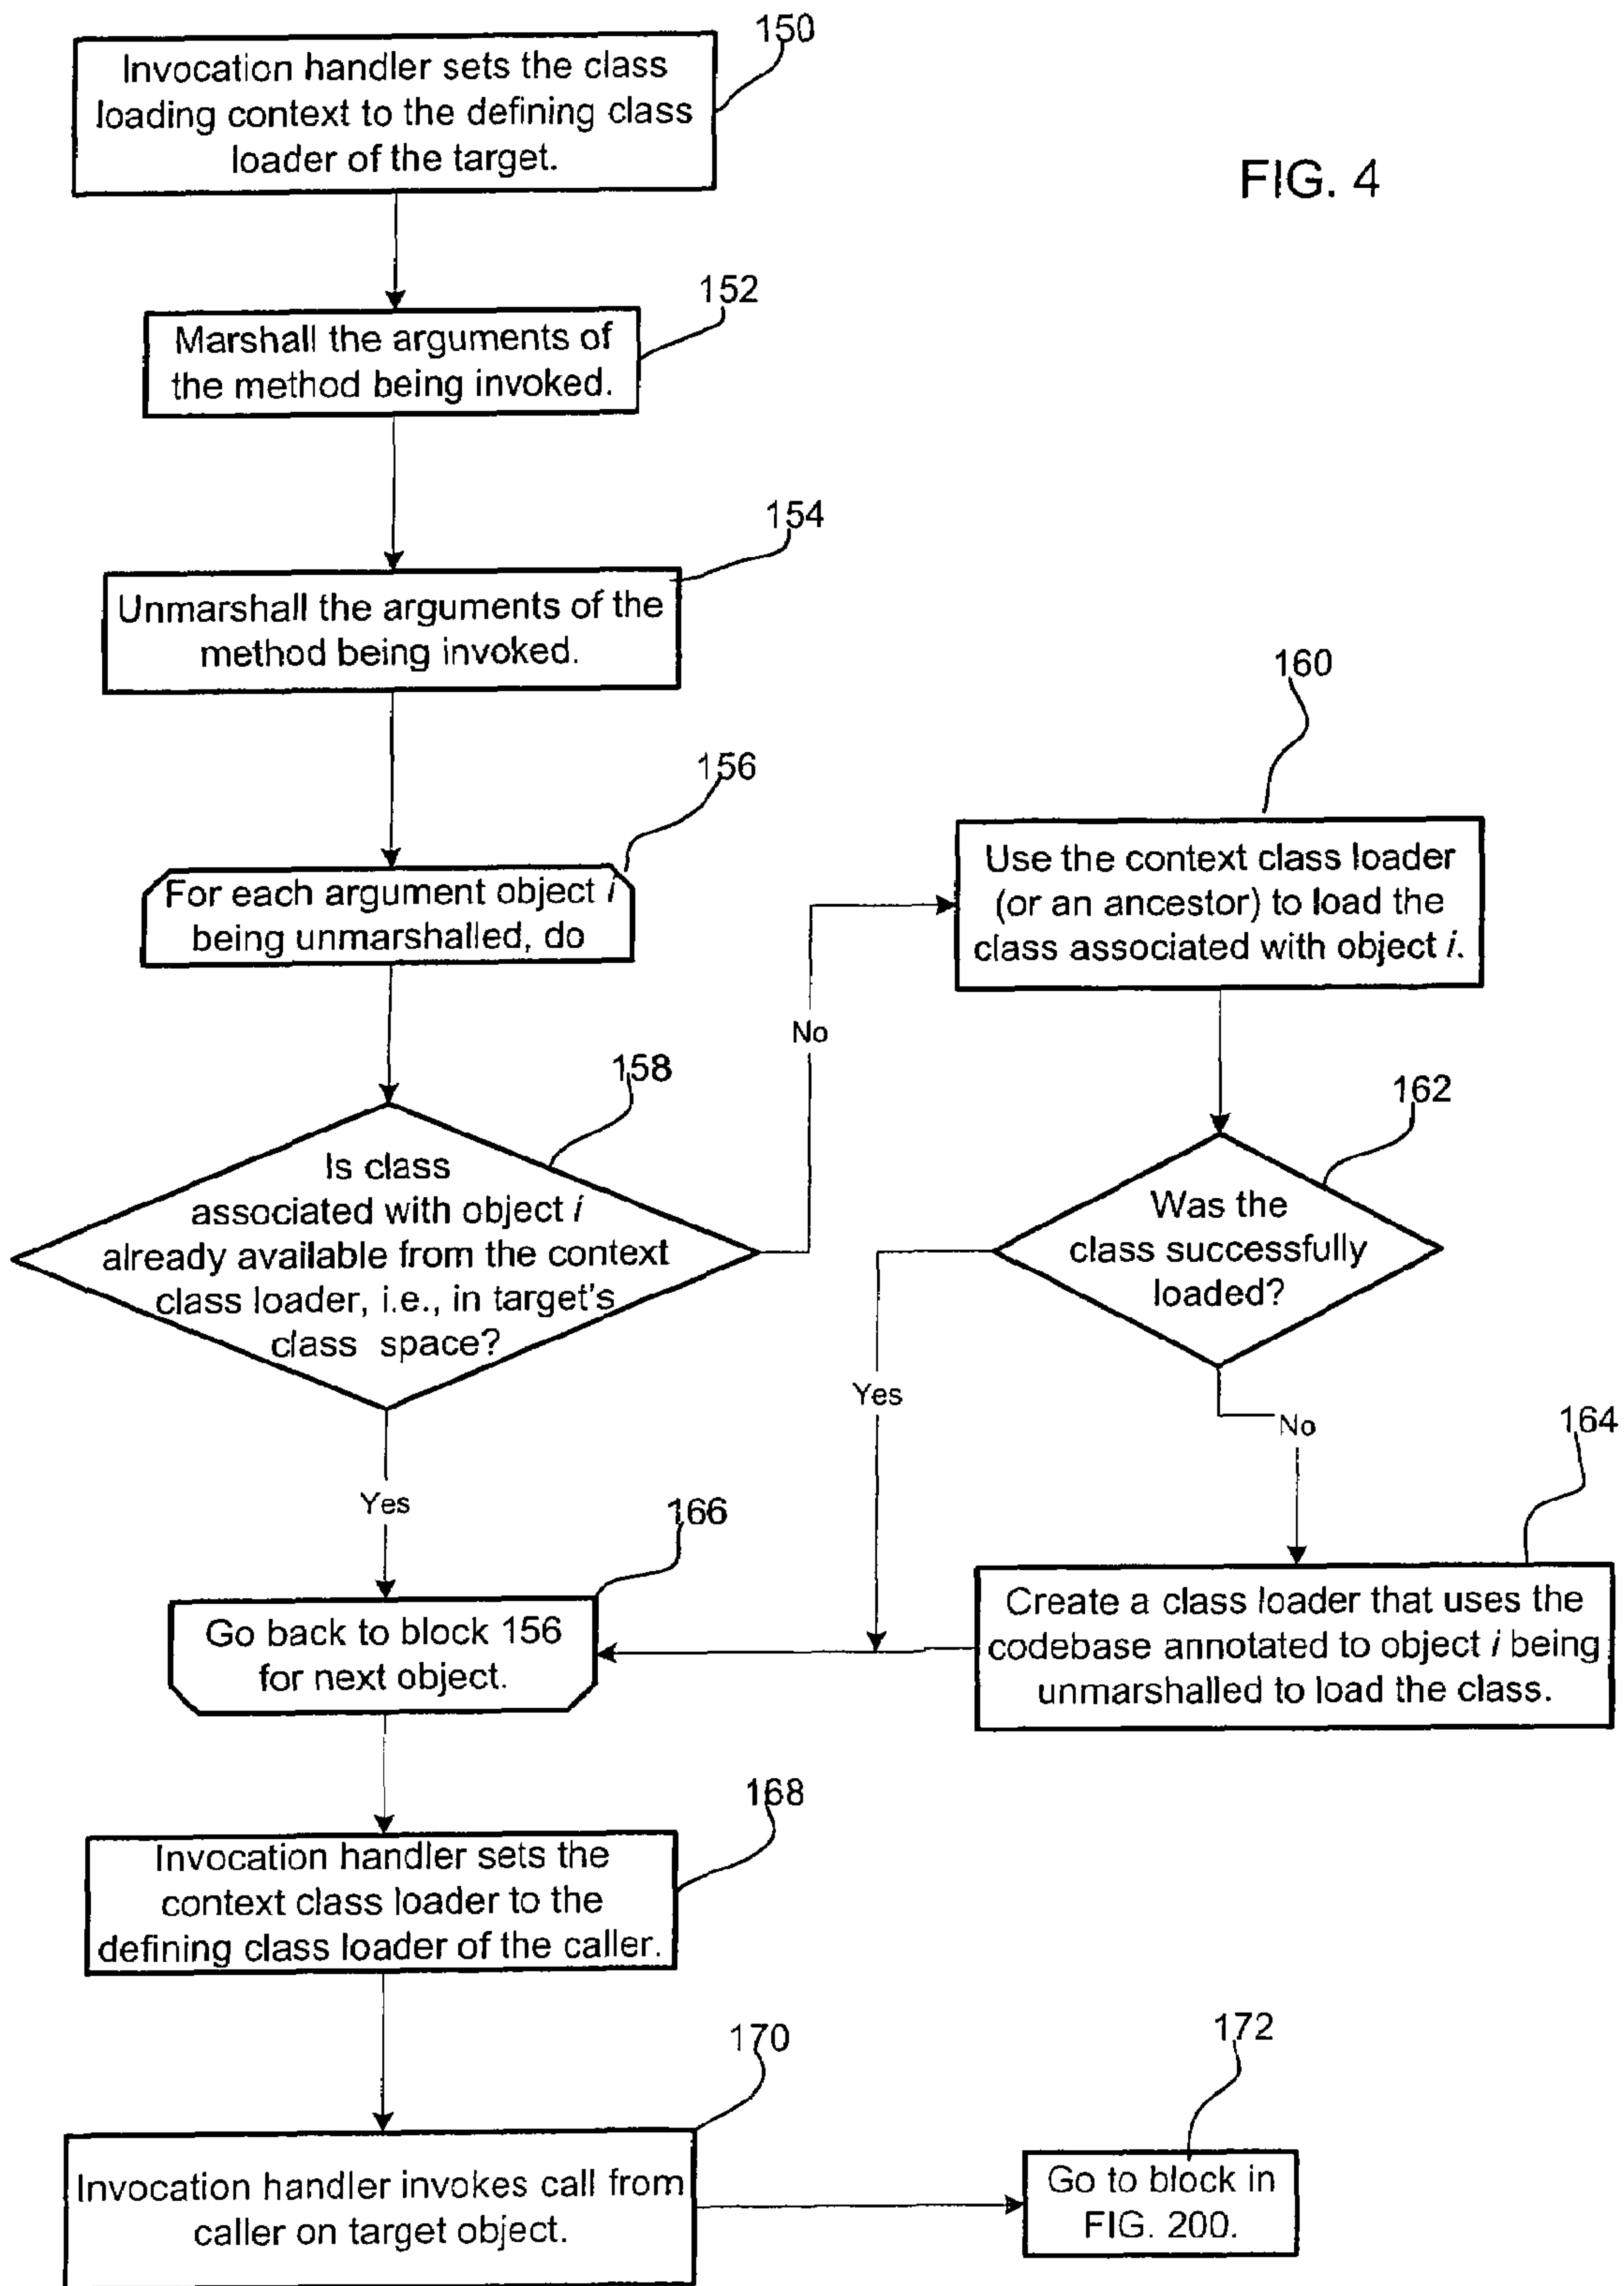 150
Invocation handler sets the class
loading context to the defining class
loader of the target.
FIG. 4
152
Marshall the arguments of
the method being invoked.
154
Unmarshall the arguments of the
method being invoked.
156
For each argument object i
being unmarshalled, do
158
Is class
associated with object i
already available from the context
class loader, i.e., in target's
class space?
No
160
Use the context class loader
(or an ancestor) to load the
class associated with object i.
162
Was the
class successfully
loaded?
Yes
No
164
Create a class loader that uses the
codebase annotated to object i being
unmarshalled to load the class.
Yes
166
Go back to block 156
for next object.
168
Invocation handler sets the
context class loader to the
defining class loader of the caller.
170
Invocation handler invokes call from
caller on target object.
172
Go to block in
FIG. 200.